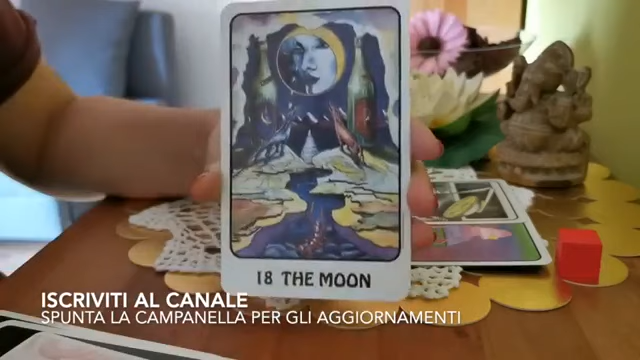 18 THE MOON
ISCRIVITI AL CANALE
SPUNTA LA CAMPANELLA PER GLI AGGIORNAMENTI